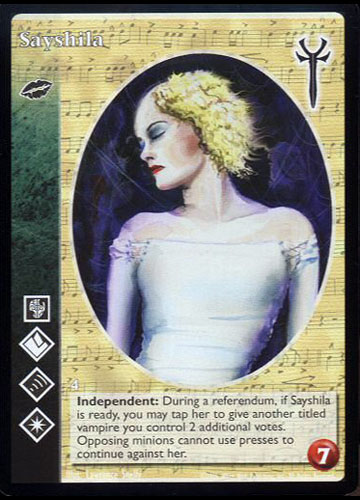 Sayshila
4
Independent: During a referendum, if Sayshila
is ready, you may tap her to give another titled
vampire you control 2 additional votes.
Opposing minions cannot use presses to
continue against her.
7